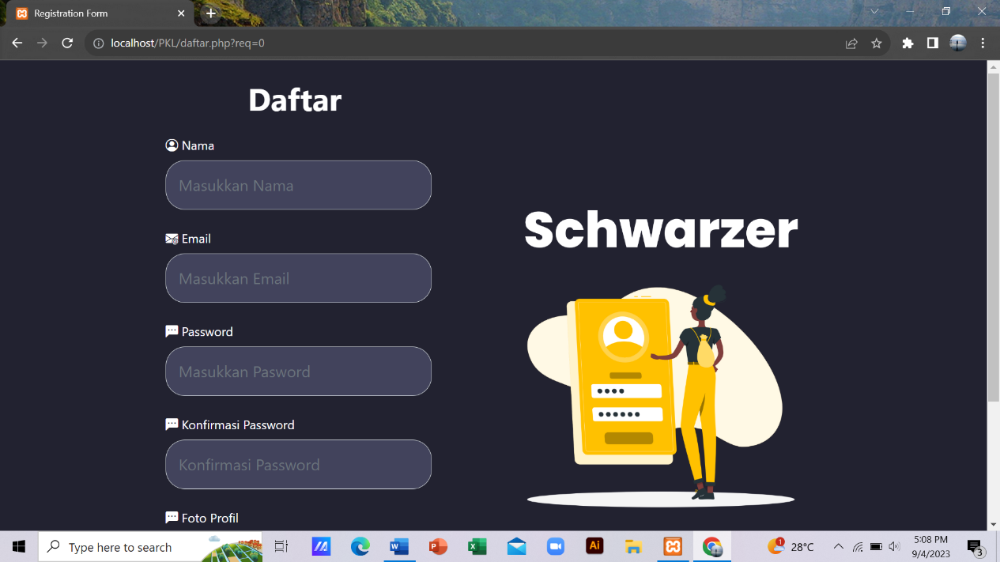 Registration Form
localhost/PKL/daftar.php?req=0
Daftar
Nama
Masukkan Nama
Email
Masukkan Email
Password
Masukkan Pasword
Konfirmasi Password
Konfirmasi Password
Foto Profil
Schwarzer
Type here to search
W
P
X
Ai
1
28°C
5:08 PM
9/4/2023
3